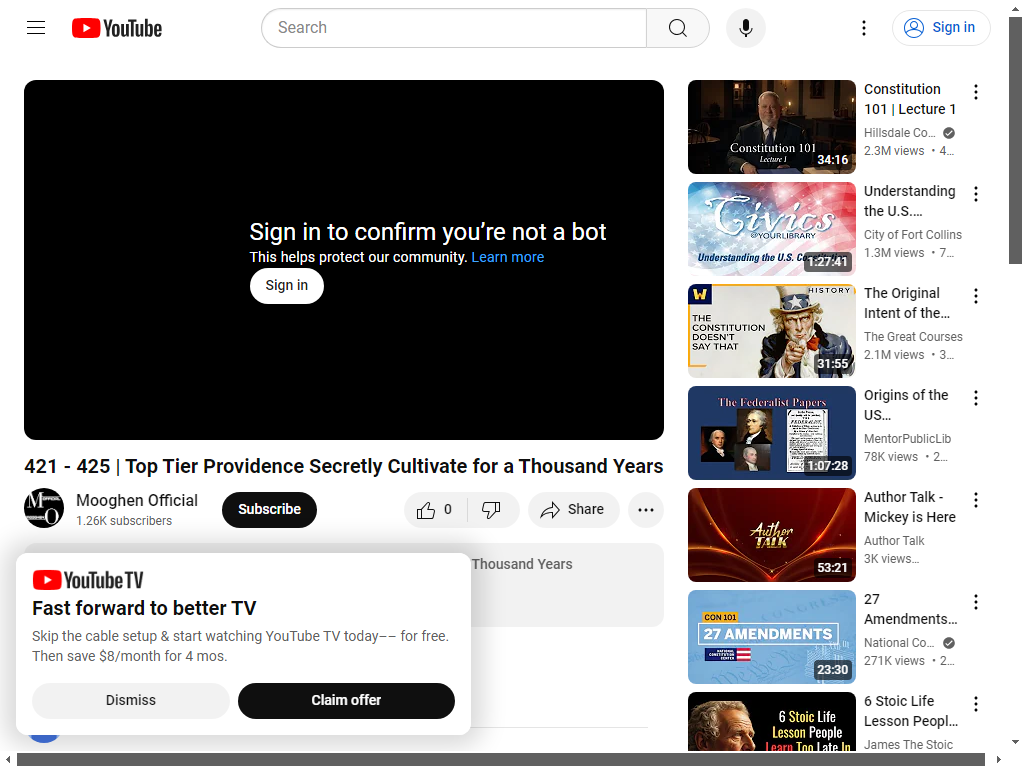 YouTube
Search
Sign in
Sign in to confirm you're not a bot
This helps protect our community. Learn more
Sign in
421 - 425 | Top Tier Providence Secretly Cultivate for a Thousand Years
Mooghen Official
1.26K subscribers
Subscribe
0
Share
Thousand Years
YouTube TV
Fast forward to better TV
Skip the cable setup & start watching YouTube TV today–– for free.
Then save $8/month for 4 mos.
Dismiss
Claim offer
Constitution 101
Lecture 1
34:16
Constitution
101 | Lecture 1
Hillsdale Co...
2.3M views • 4...
Civics
@YOURLIBRARY
Understanding the U.S.
1:27:41
Understanding
the U.S....
City of Fort Collins
1.3M views • 7...
W
HISTORY
THE
CONSTITUTION
DOESN'T
SAY THAT
31:55
The Original
Intent of the...
The Great Courses
2.1M views • 3...
The Federalist Papers
1:07:28
Origins of the
US...
MentorPublicLib
78K views • 2...
Author
TALK
53:21
Author Talk -
Mickey is Here
Author Talk
3K views...
CON 101
27 AMENDMENTS
NATIONAL
CONSTITUTION
CENTER
23:30
27
Amendments...
National Co...
271K views • 2...
6 Stoic Life
Lesson People
Learn Too Late In
6 Stoic Life
Lesson Peopl...
James The Stoic